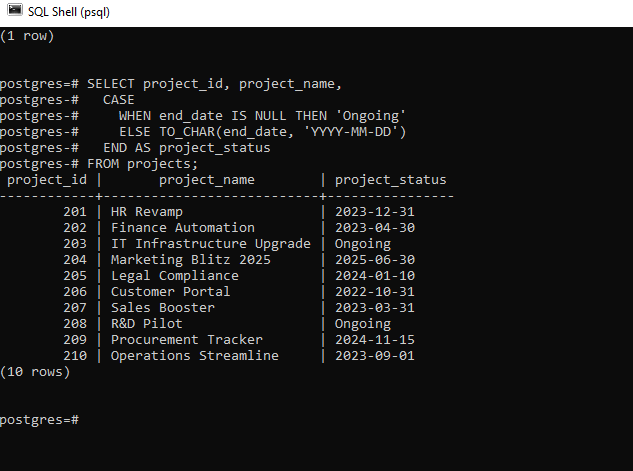 SQL Shell (psql)
(1 row)
postgres=# SELECT project_id, project_name,
postgres-#   CASE
postgres-#     WHEN end_date IS NULL THEN 'Ongoing'
postgres-#     ELSE TO_CHAR(end_date, 'YYYY-MM-DD')
postgres-#   END AS project_status
postgres-# FROM projects;
 project_id |       project_name        | project_status
------------+---------------------------+----------------
        201 | HR Revamp                 | 2023-12-31
        202 | Finance Automation        | 2023-04-30
        203 | IT Infrastructure Upgrade | Ongoing
        204 | Marketing Blitz 2025      | 2025-06-30
        205 | Legal Compliance          | 2024-01-10
        206 | Customer Portal           | 2022-10-31
        207 | Sales Booster             | 2023-03-31
        208 | R&D Pilot                 | Ongoing
        209 | Procurement Tracker       | 2024-11-15
        210 | Operations Streamline     | 2023-09-01
(10 rows)
postgres=#